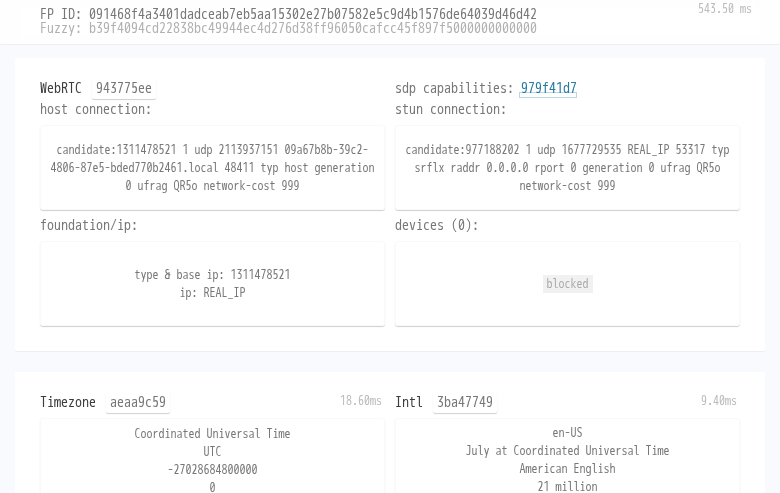 FP ID: 091468f4a3401dadceab7eb5aa15302e27b07582e5c9d4b1576de64039d46d42
543.50 ms
Fuzzy: b39f4094cd22838bc49944ec4d276d38ff96050cafcc45f897f5000000000000
WebRTC 943775ee
host connection:
candidate:1311478521 1 udp 2113937151 09a67b8b-39c2-
4806-87e5-bded770b2461.local 48411 typ host generation
0 ufrag QR5o network-cost 999
foundation/ip:
type & base ip: 1311478521
ip: REAL_IP
sdp capabilities: 979f41d7
stun connection:
candidate:977188202 1 udp 1677729535 REAL_IP 53317 typ
srflx raddr 0.0.0.0 rport 0 generation 0 ufrag QR5o
network-cost 999
devices (0):
blocked
Timezone aeaa9c59
18.60ms
Coordinated Universal Time
UTC
-27028684800000
0
Intl 3ba47749
9.40ms
en-US
July at Coordinated Universal Time
American English
21 million